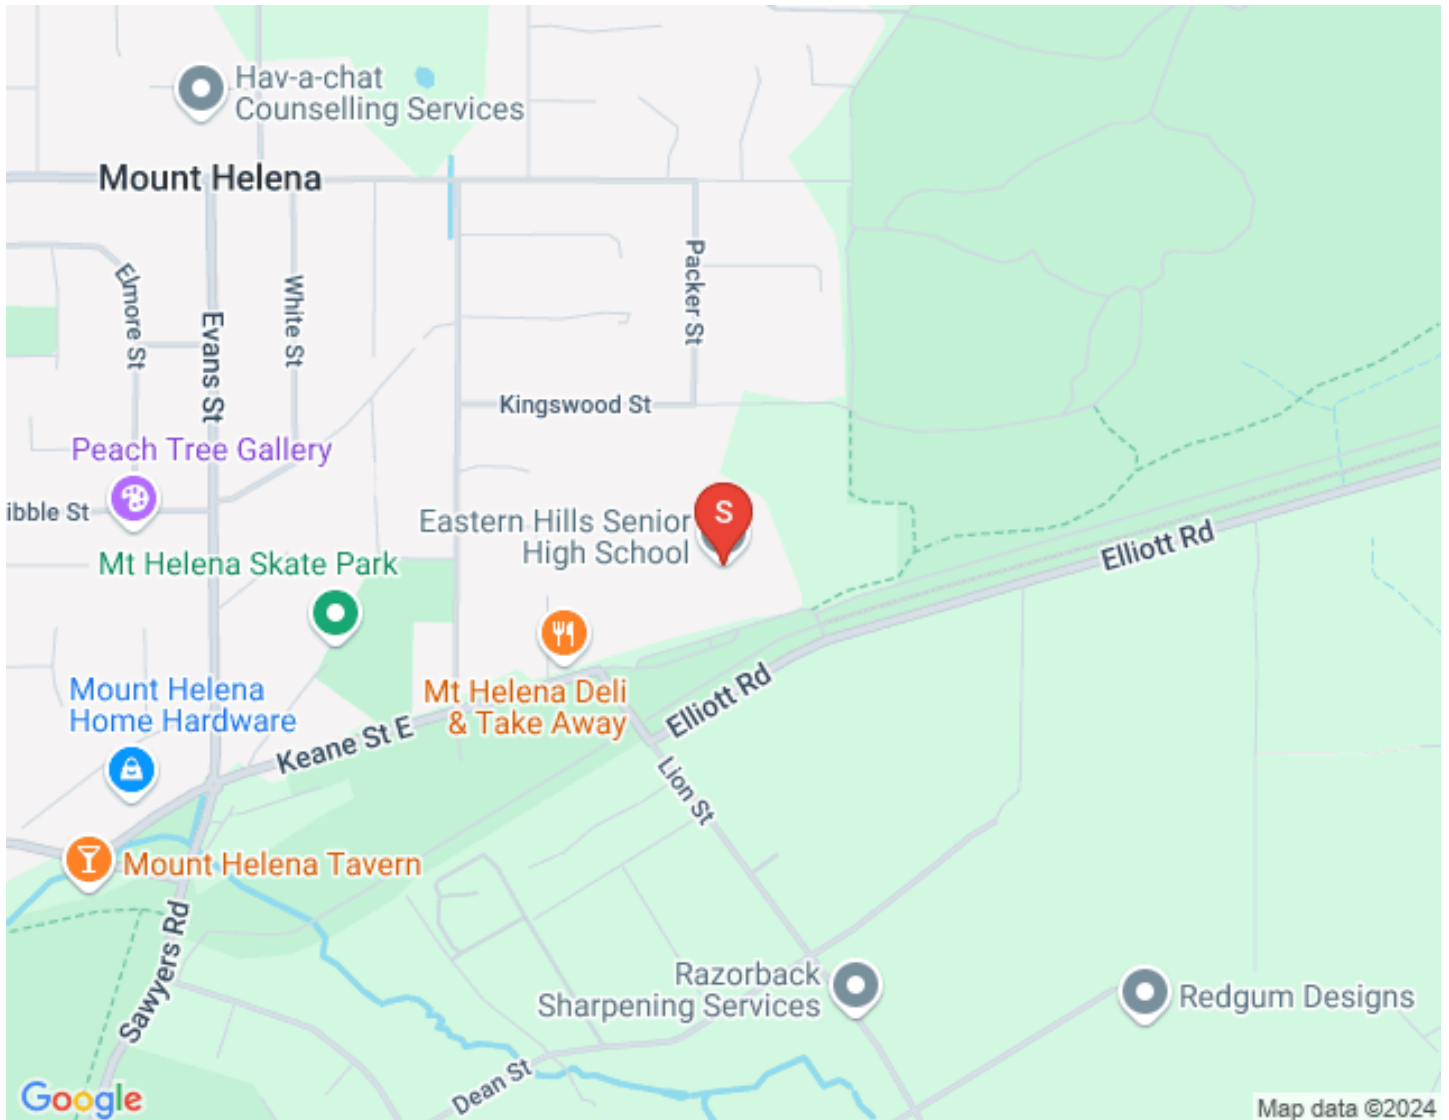 Hav-a-chat
Counselling Services
Mount Helena
Elmore St
White St
Evans St
Packer St
Kingswood St
Peach Tree Gallery
ibble St
Eastern Hills Senior
High School
S
Mt Helena Skate Park
Elliott Rd
Mount Helena
Home Hardware
Mt Helena Deli
& Take Away
Elliott Rd
Keane St E
Lion St
Mount Helena Tavern
Sawyers Rd
Razorback
Sharpening Services
Redgum Designs
Dean St
Google
Map data ©2024